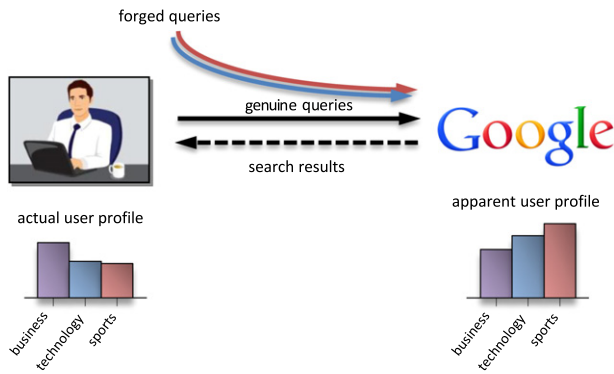 forged queries
genuine queries
search results
Google
actual user profile
business
technology
sports
apparent user profile
business
technology
sports